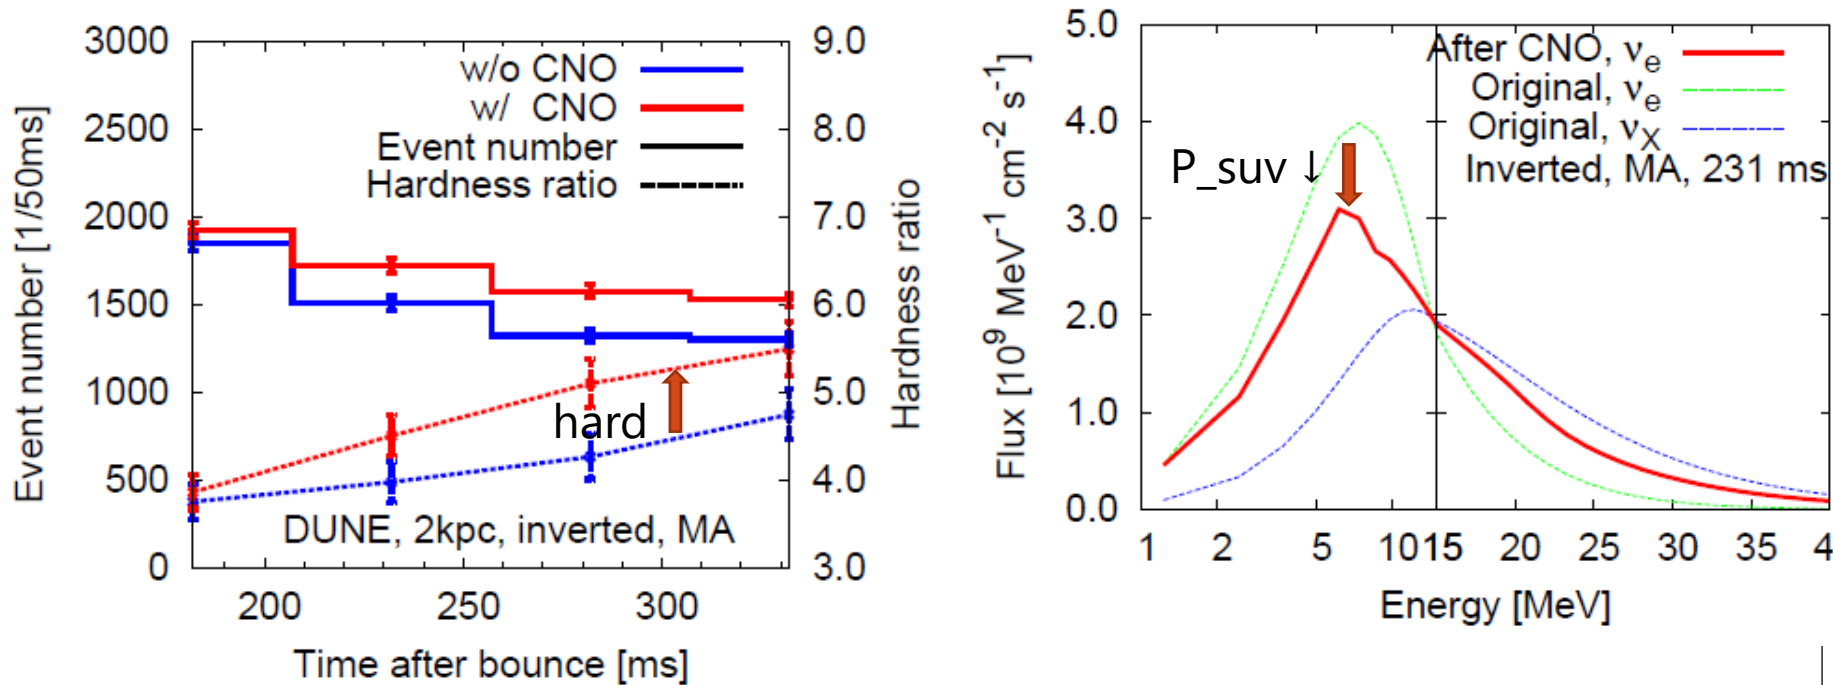 3000
2500
2000
1500
1000
500
0
Event number [1/50ms]
w/o CNO
w/ CNO
Event number
Hardness ratio
hard
DUNE, 2kpc, inverted, MA
9.0
8.0
7.0
6.0
5.0
4.0
3.0
Hardness ratio
200 250 300
Time after bounce [ms]
5.0
4.0
3.0
2.0
1.0
0.0
Flux [10⁹ MeV⁻¹ cm⁻² s⁻¹]
After CNO, νₑ
Original, νₑ
Original, ν_X
Inverted, MA, 231 ms
P_suv ↓
1 2 5 10 15 20 25 30 35 4
Energy [MeV]